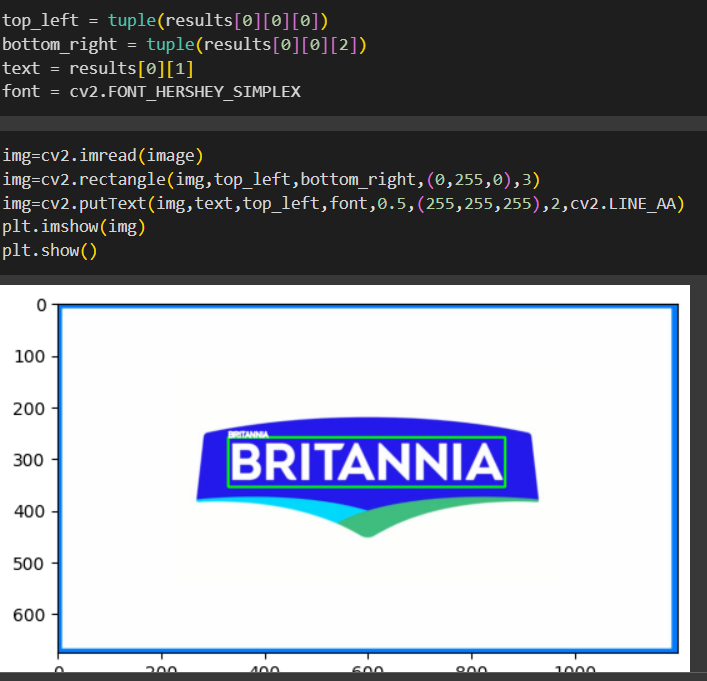 top_left = tuple(results[0][0][0])
bottom_right = tuple(results[0][0][2])
text = results[0][1]
font = cv2.FONT_HERSHEY_SIMPLEX
img=cv2.imread(image)
img=cv2.rectangle(img,top_left,bottom_right,(0,255,0),3)
img=cv2.putText(img,text,top_left,font,0.5,(255,255,255),2,cv2.LINE_AA)
plt.imshow(img)
plt.show()
0
100
200
BRITANNIA
300
BRITANNIA
400
500
600
0 200 400 600 800 1000